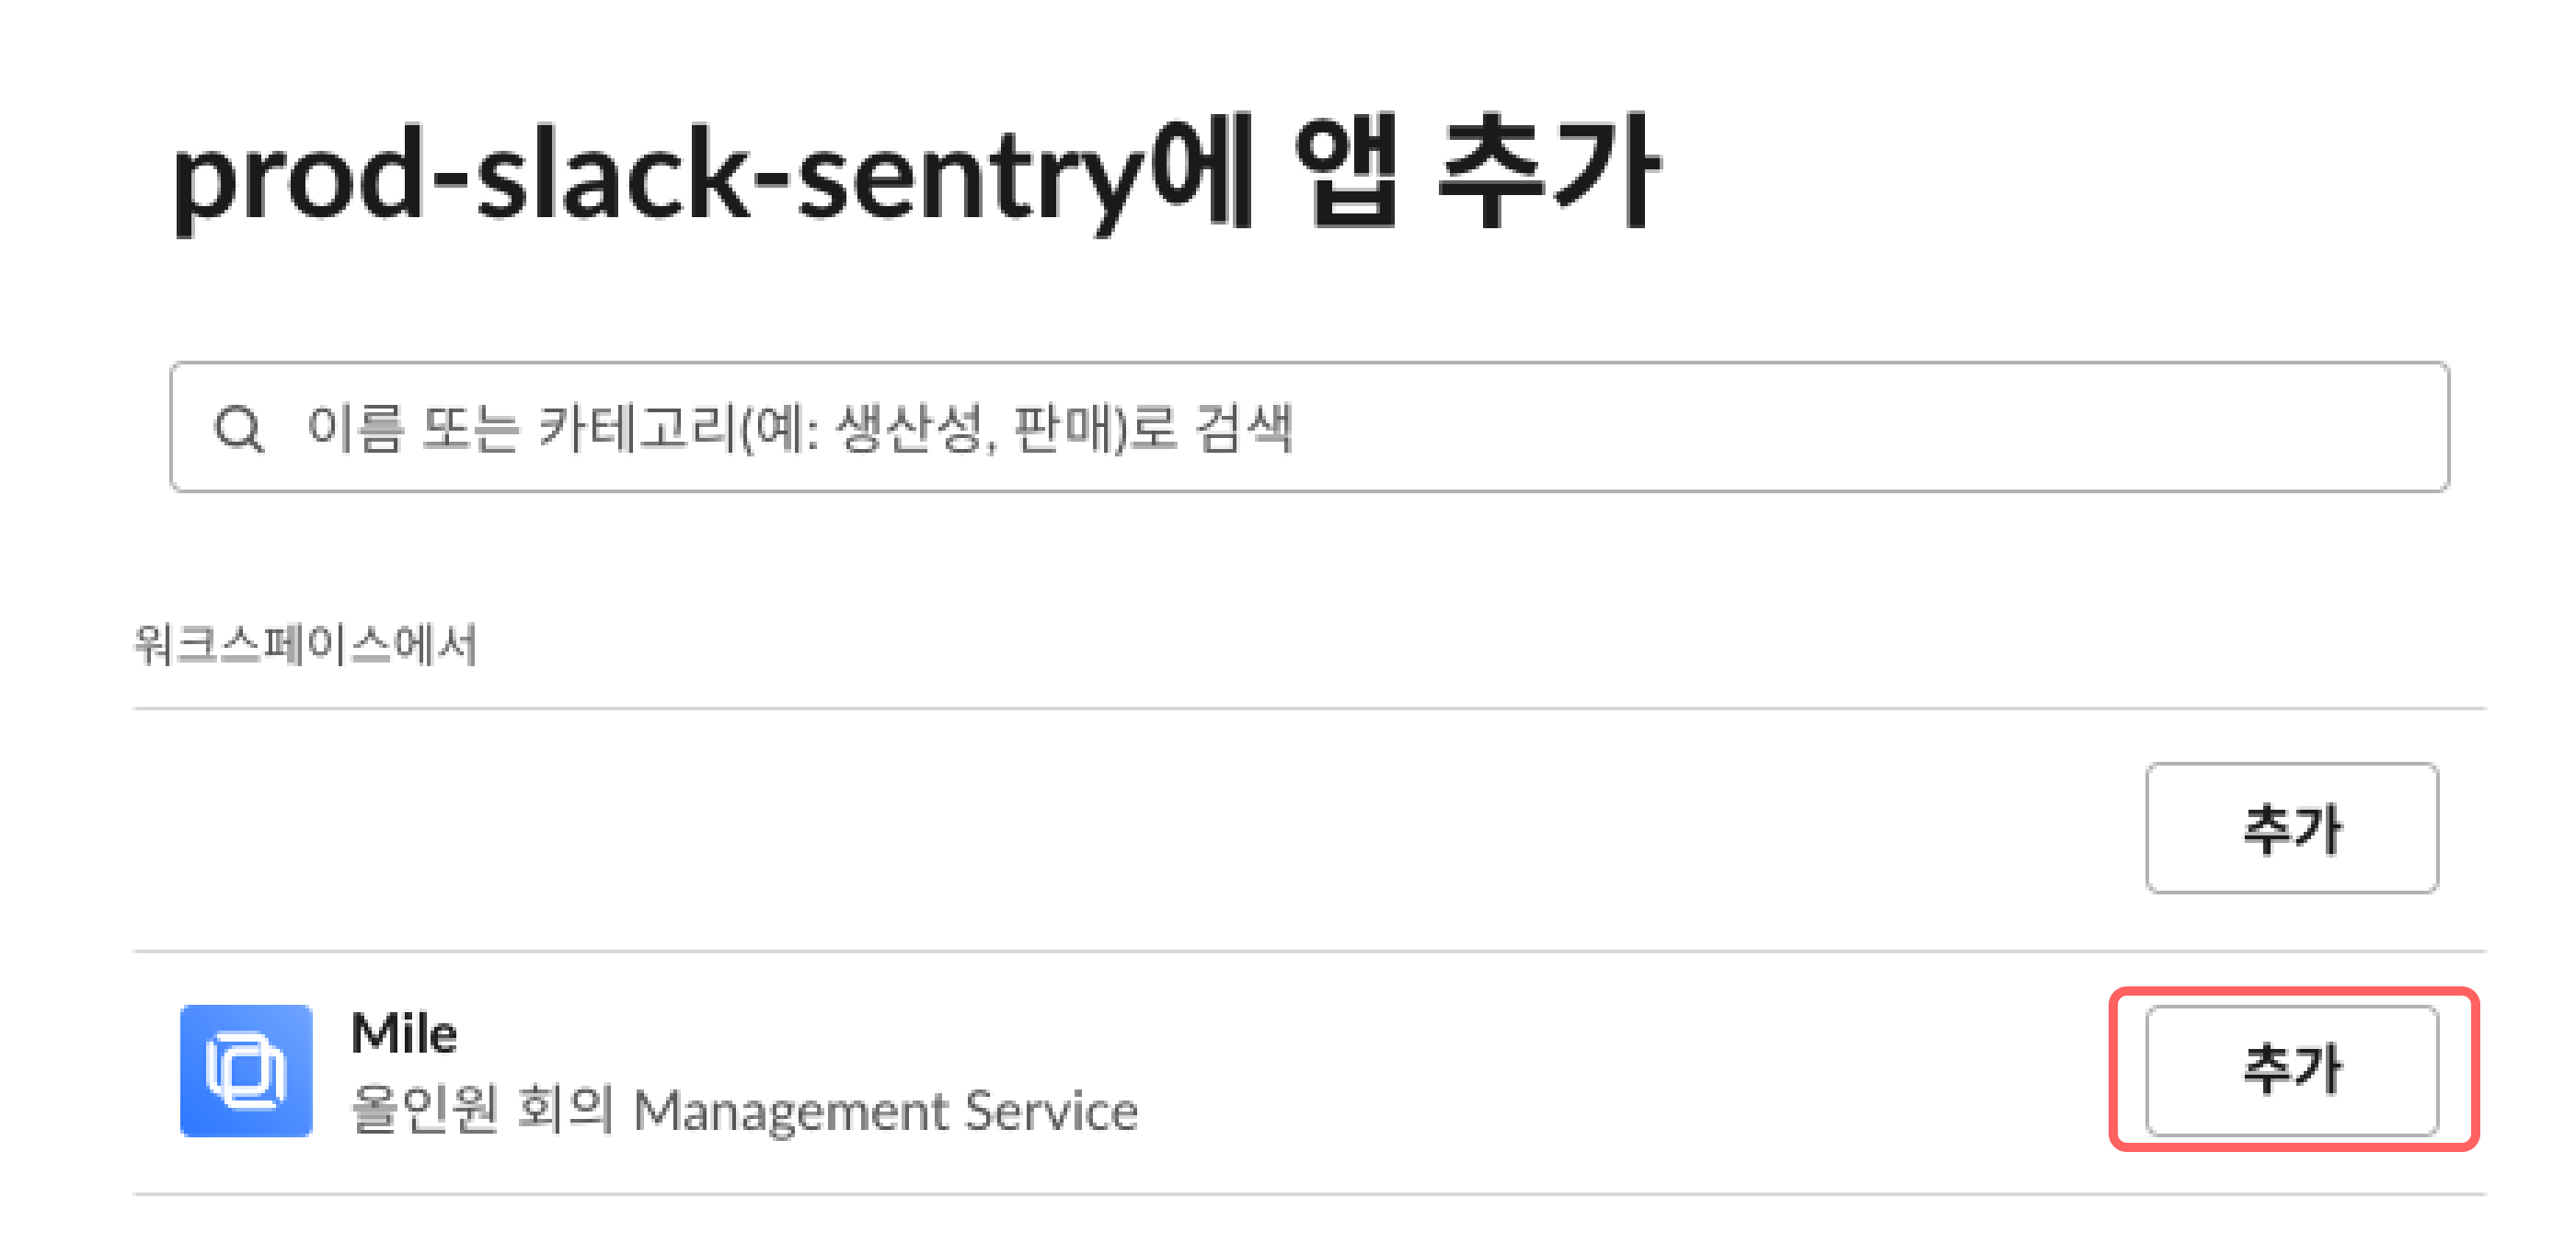 prod-slack-sentry에 앱 추가
이름 또는 카테고리(예: 생산성, 판매)로 검색
워크스페이스에서
추가
Mile
올인원 회의 Management Service
추가